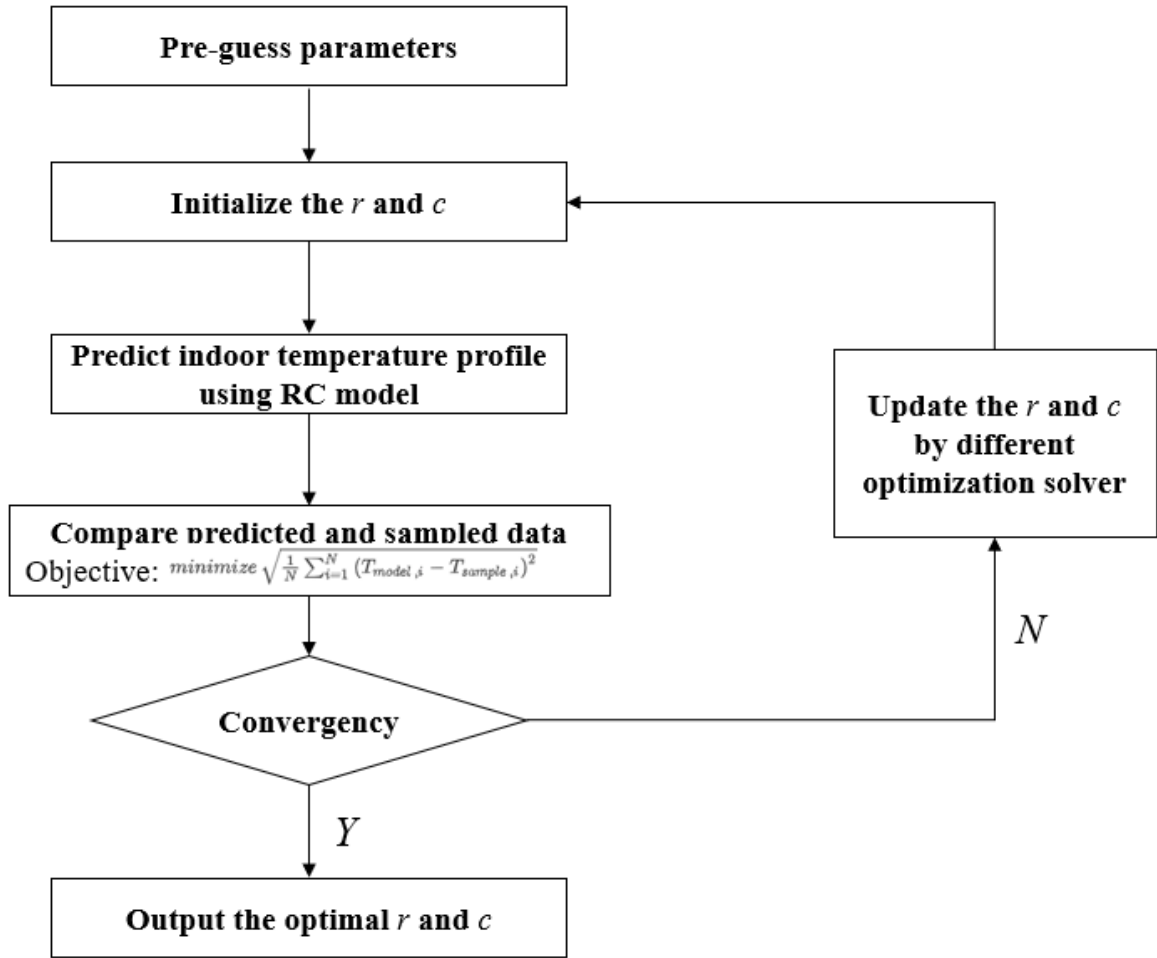 Pre-guess parameters
Initialize the r and c
Predict indoor temperature profile
using RC model
Compare predicted and sampled data
Objective: minimize √(1/N ∑_{i=1}^{N} (T_{model,i} − T_{sample,i})²)
Convergency
Y
Output the optimal r and c
N
Update the r and c
by different
optimization solver